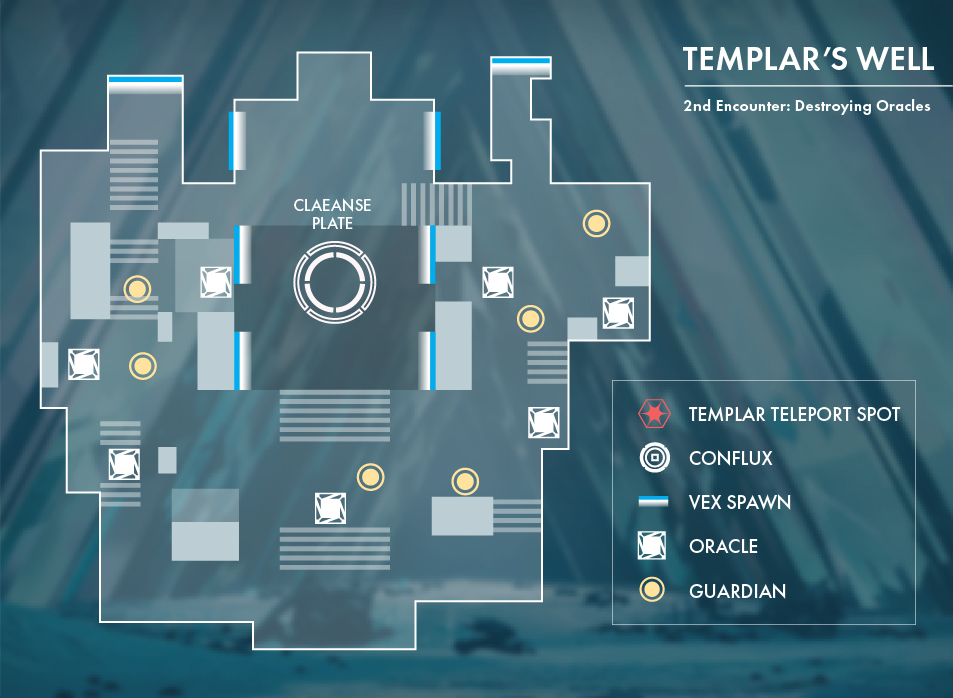 TEMPLAR'S WELL
2nd Encounter: Destroying Oracles
CLAEANSE
PLATE
TEMPLAR TELEPORT SPOT
CONFLUX
VEX SPAWN
ORACLE
GUARDIAN